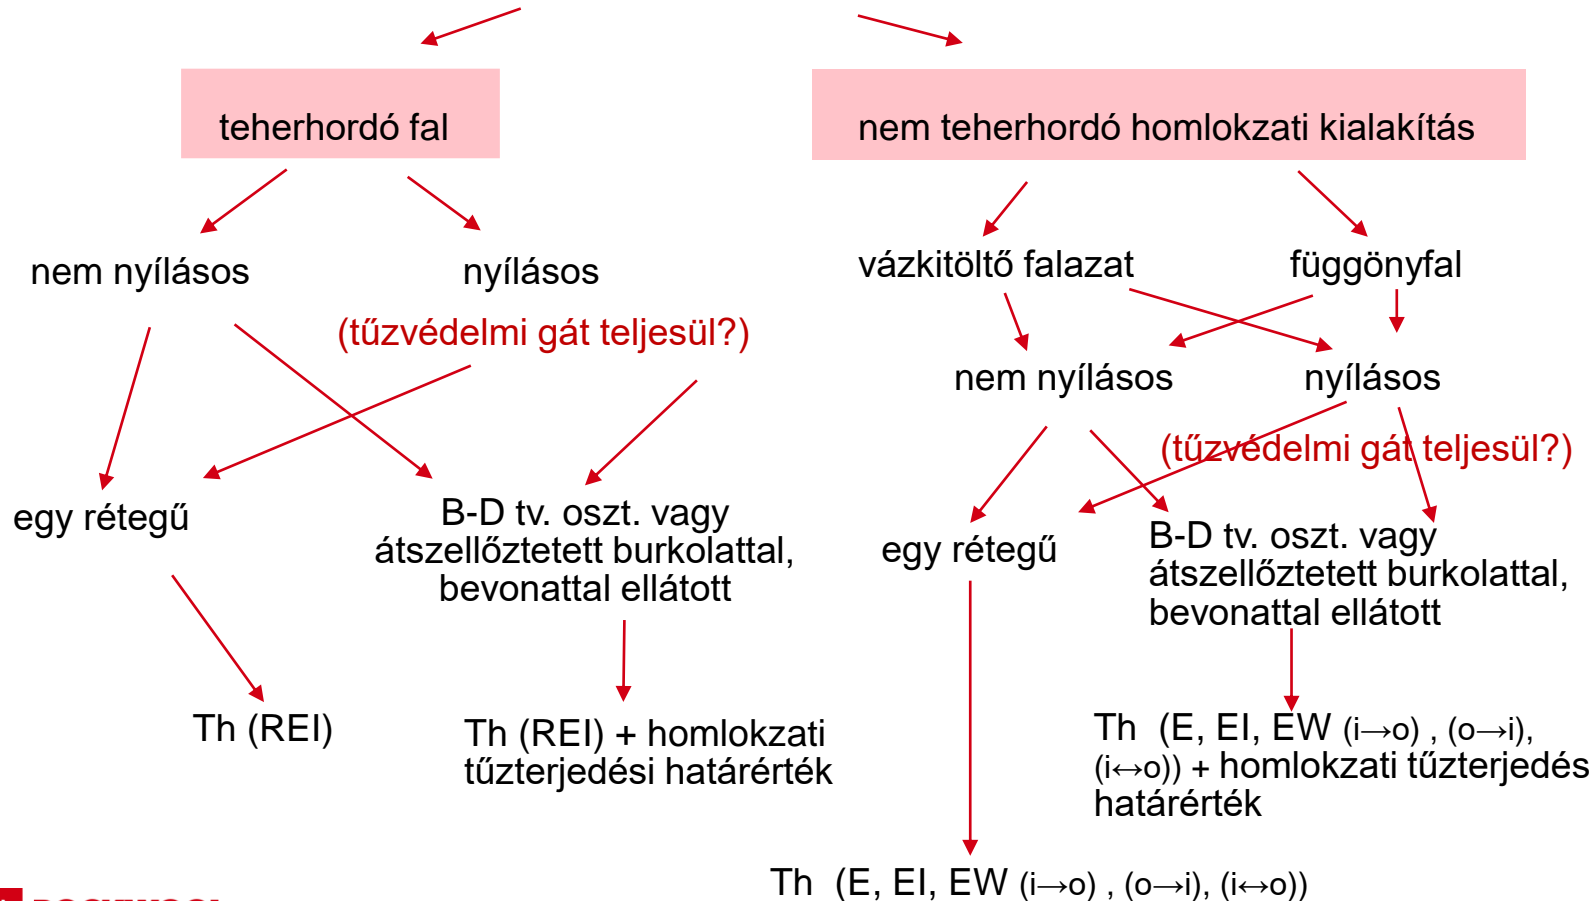 teherhordó fal
nem teherhordó homlokzati kialakítás
nem nyílásos
nyílásos
vázkitöltő falazat
függönyfal
(tűzvédelmi gát teljesül?)
nem nyílásos
nyílásos
(tűzvédelmi gát teljesül?)
egy rétegű
B-D tv. oszt. vagy
átszellőztetett burkolattal,
bevonattal ellátott
egy rétegű
B-D tv. oszt. vagy
átszellőztetett burkolattal,
bevonattal ellátott
Th (REI)
Th (REI) + homlokzati
tűzterjedési határérték
Th (E, EI, EW (i→o) , (o→i),
(i↔o)) + homlokzati tűzterjedés
határérték
Th (E, EI, EW (i→o) , (o→i), (i↔o))